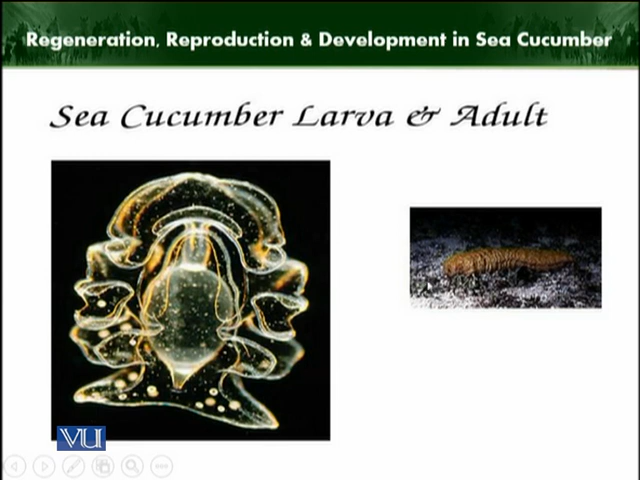 Regeneration, Reproduction & Development in Sea Cucumber
Sea Cucumber Larva & Adult
VU